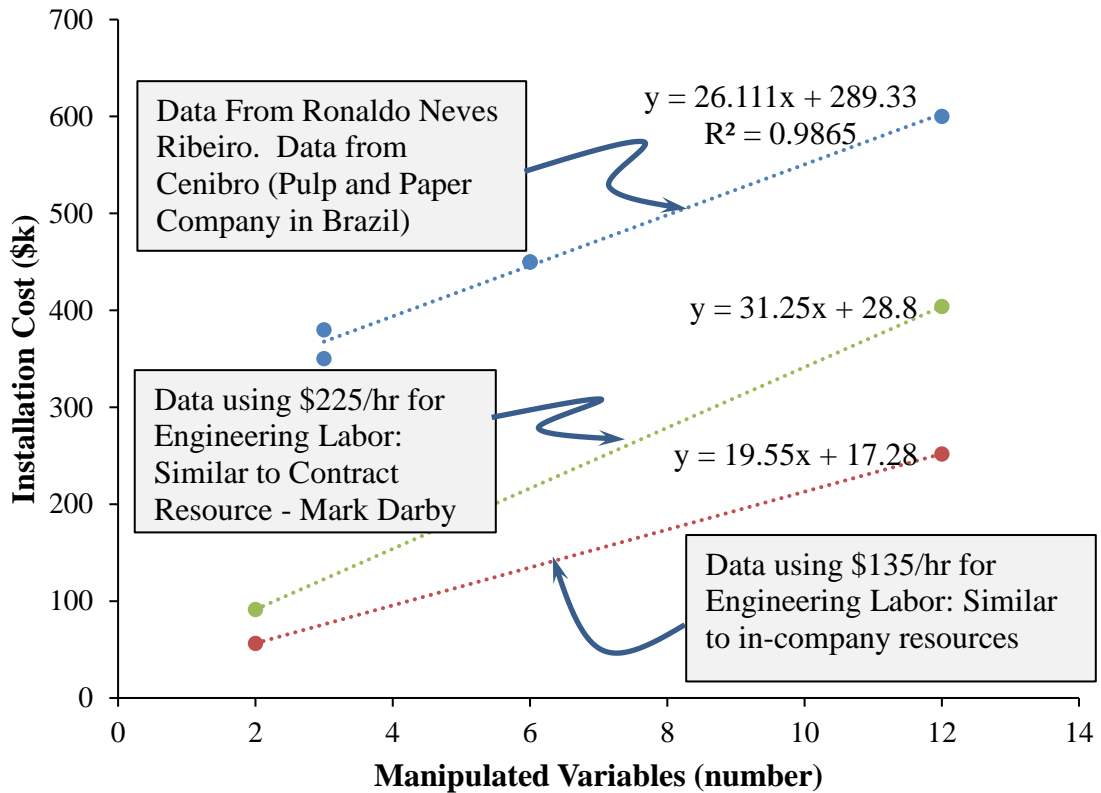 700
600
500
400
300
200
100
0
Installation Cost ($k)
Data From Ronaldo Neves
Ribeiro.  Data from
Cenibro (Pulp and Paper
Company in Brazil)
y = 26.111x + 289.33
R² = 0.9865
y = 31.25x + 28.8
Data using $225/hr for
Engineering Labor:
Similar to Contract
Resource - Mark Darby
y = 19.55x + 17.28
Data using $135/hr for
Engineering Labor: Similar
to in-company resources
0 2 4 6 8 10 12 14
Manipulated Variables (number)